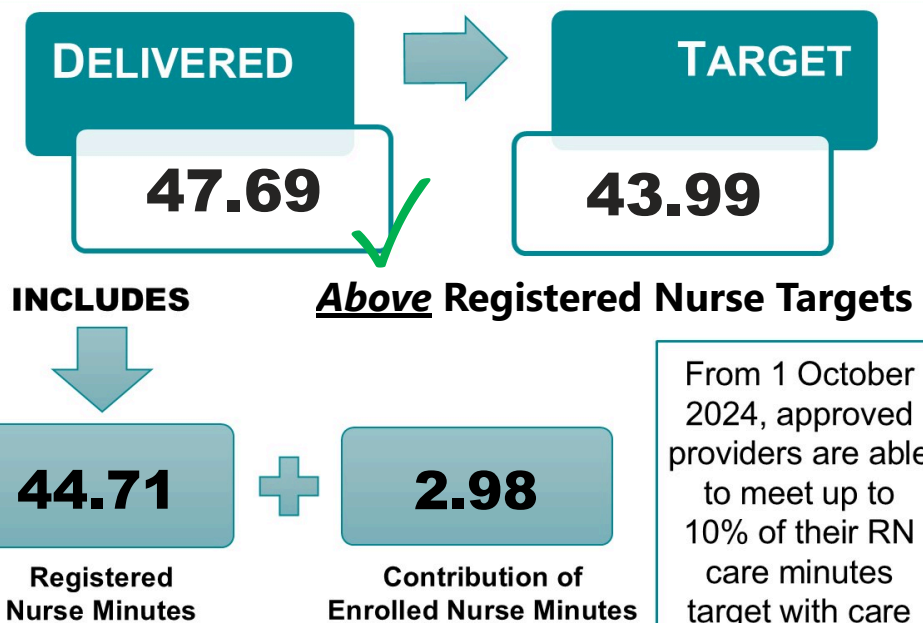 DELIVERED
TARGET
47.69
43.99
INCLUDES
Above Registered Nurse Targets
44.71
2.98
Registered
Nurse Minutes
Contribution of
Enrolled Nurse Minutes
From 1 October
2024, approved
providers are able
to meet up to
10% of their RN
care minutes
target with care